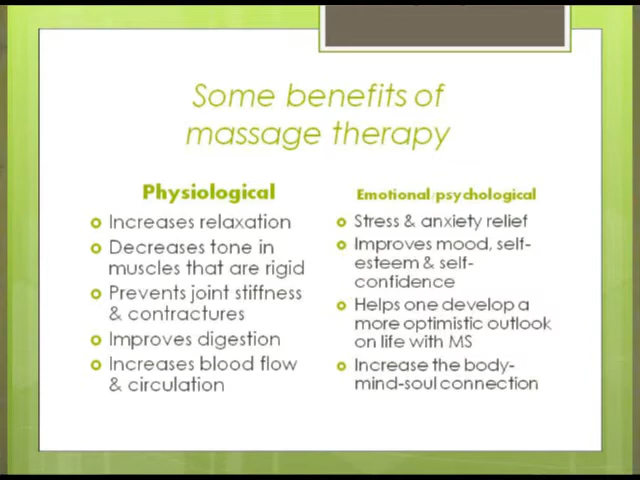 Some benefits of
massage therapy
Physiological
Increases relaxation
Decreases tone in
muscles that are rigid
Prevents joint stiffness
& contractures
Improves digestion
Increases blood flow
& circulation
Emotional/psychological
Stress & anxiety relief
Improves mood, self-
esteem & self-
confidence
Helps one develop a
more optimistic outlook
on life with MS
Increase the body-
mind-soul connection